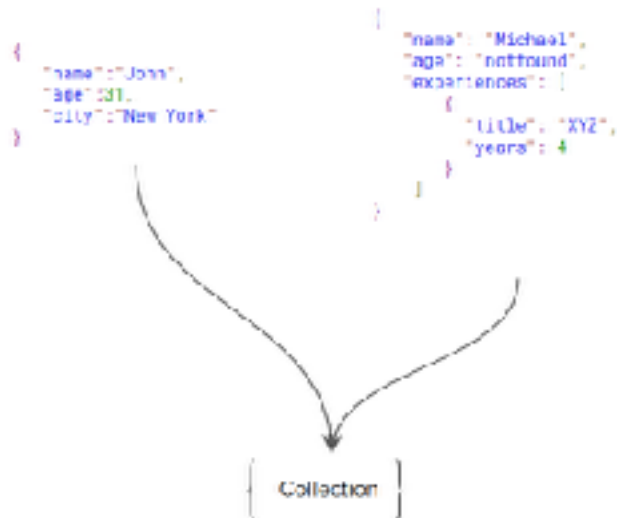 {
"name":"John",
"age":31,
"city":"New York"
}
{
"name": "Michael",
"age": "notfound",
"experiences": [
{
"title": "XYZ",
"years": 4
}
]
}
Collection